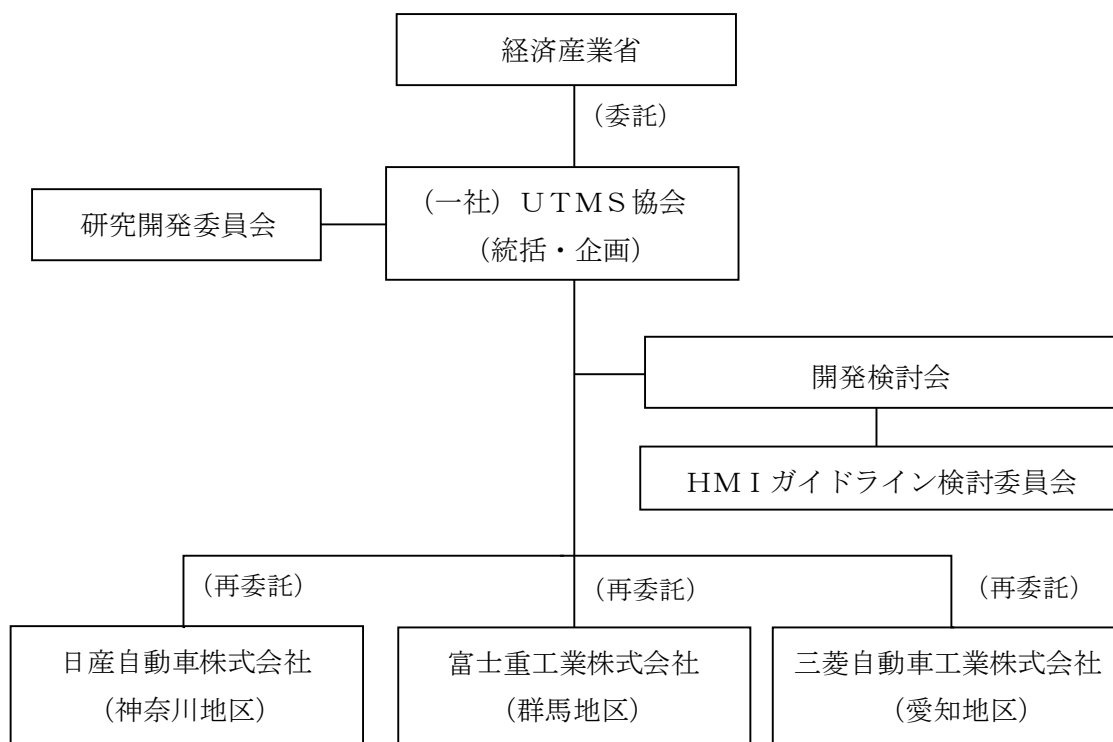 経済産業省
（委託）
（一社）ＵＴＭＳ協会
（統括・企画）
研究開発委員会
開発検討会
ＨＭＩガイドライン検討委員会
（再委託）
（再委託）
（再委託）
日産自動車株式会社
（神奈川地区）
富士重工業株式会社
（群馬地区）
三菱自動車工業株式会社
（愛知地区）